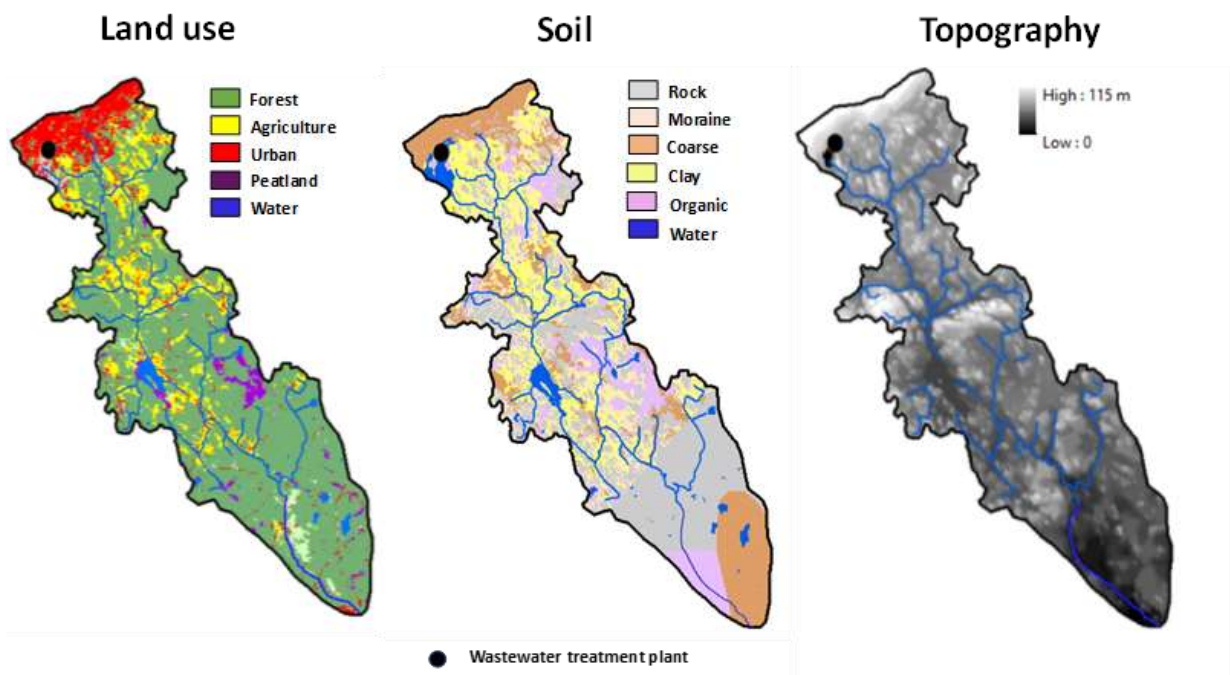 Land use
Forest
Agriculture
Urban
Peatland
Water
Soil
Rock
Moraine
Coarse
Clay
Organic
Water
Topography
High : 115 m
Low : 0
Wastewater treatment plant